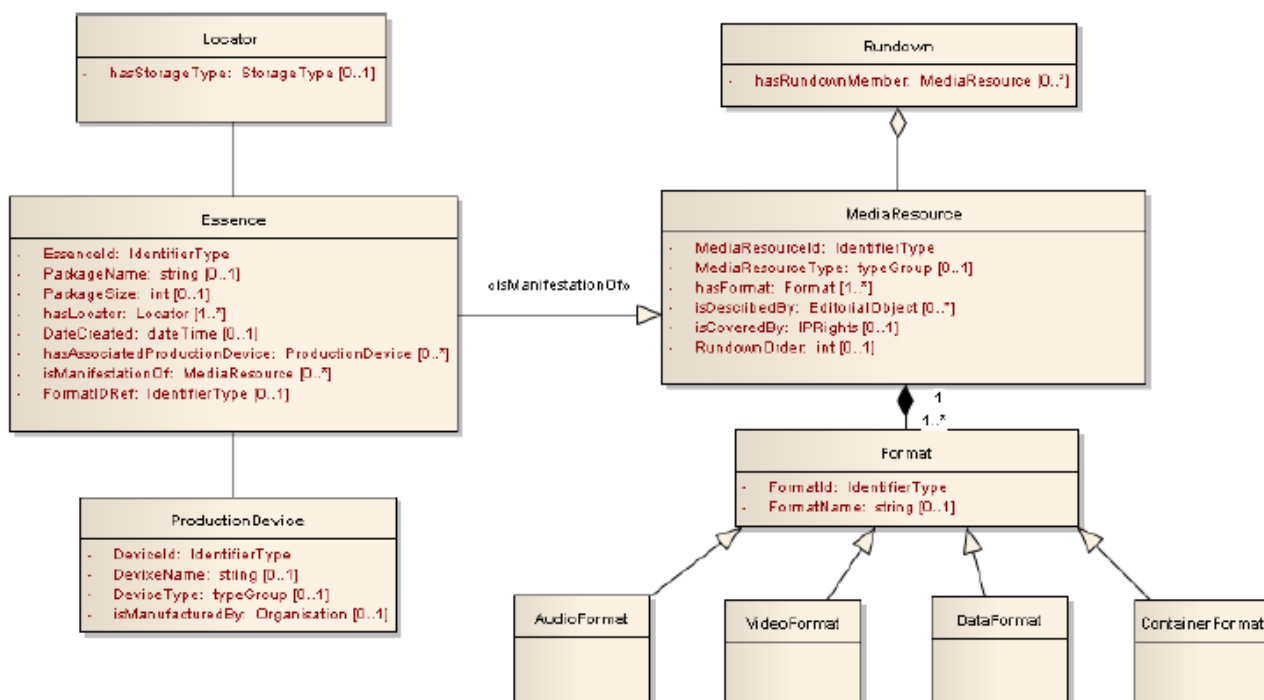 Locator
- hasStorageType: StorageType [0..1]
Rundown
- hasRundownMember: MediaResource [0..*]
Essence
- EssenceId: IdentifierType
- PackageName: string [0..1]
- PackageSize: int [0..1]
- hasLocator: Locator [1..*]
- DateCreated: dateTime [0..1]
- hasAssociatedProductionDevice: ProductionDevice [0..*]
- isManifestationOf: MediaResource [0..*]
- FormatIDRef: IdentifierType [0..1]
«isManifestationOf»
MediaResource
- MediaResourceId: IdentifierType
- MediaResourceType: typeGroup [0..1]
- hasFormat: Format [1..*]
- isDescribedBy: EditorialObject [0..*]
- isCoveredBy: IPRights [0..1]
- RundownOrder: int [0..1]
1
1..*
Format
- FormatId: IdentifierType
- FormatName: string [0..1]
ProductionDevice
- DeviceId: IdentifierType
- DevixeName: string [0..1]
- DeviceType: typeGroup [0..1]
- isManufacturedBy: Organisation [0..1]
AudioFormat
VideoFormat
DataFormat
ContainerFormat